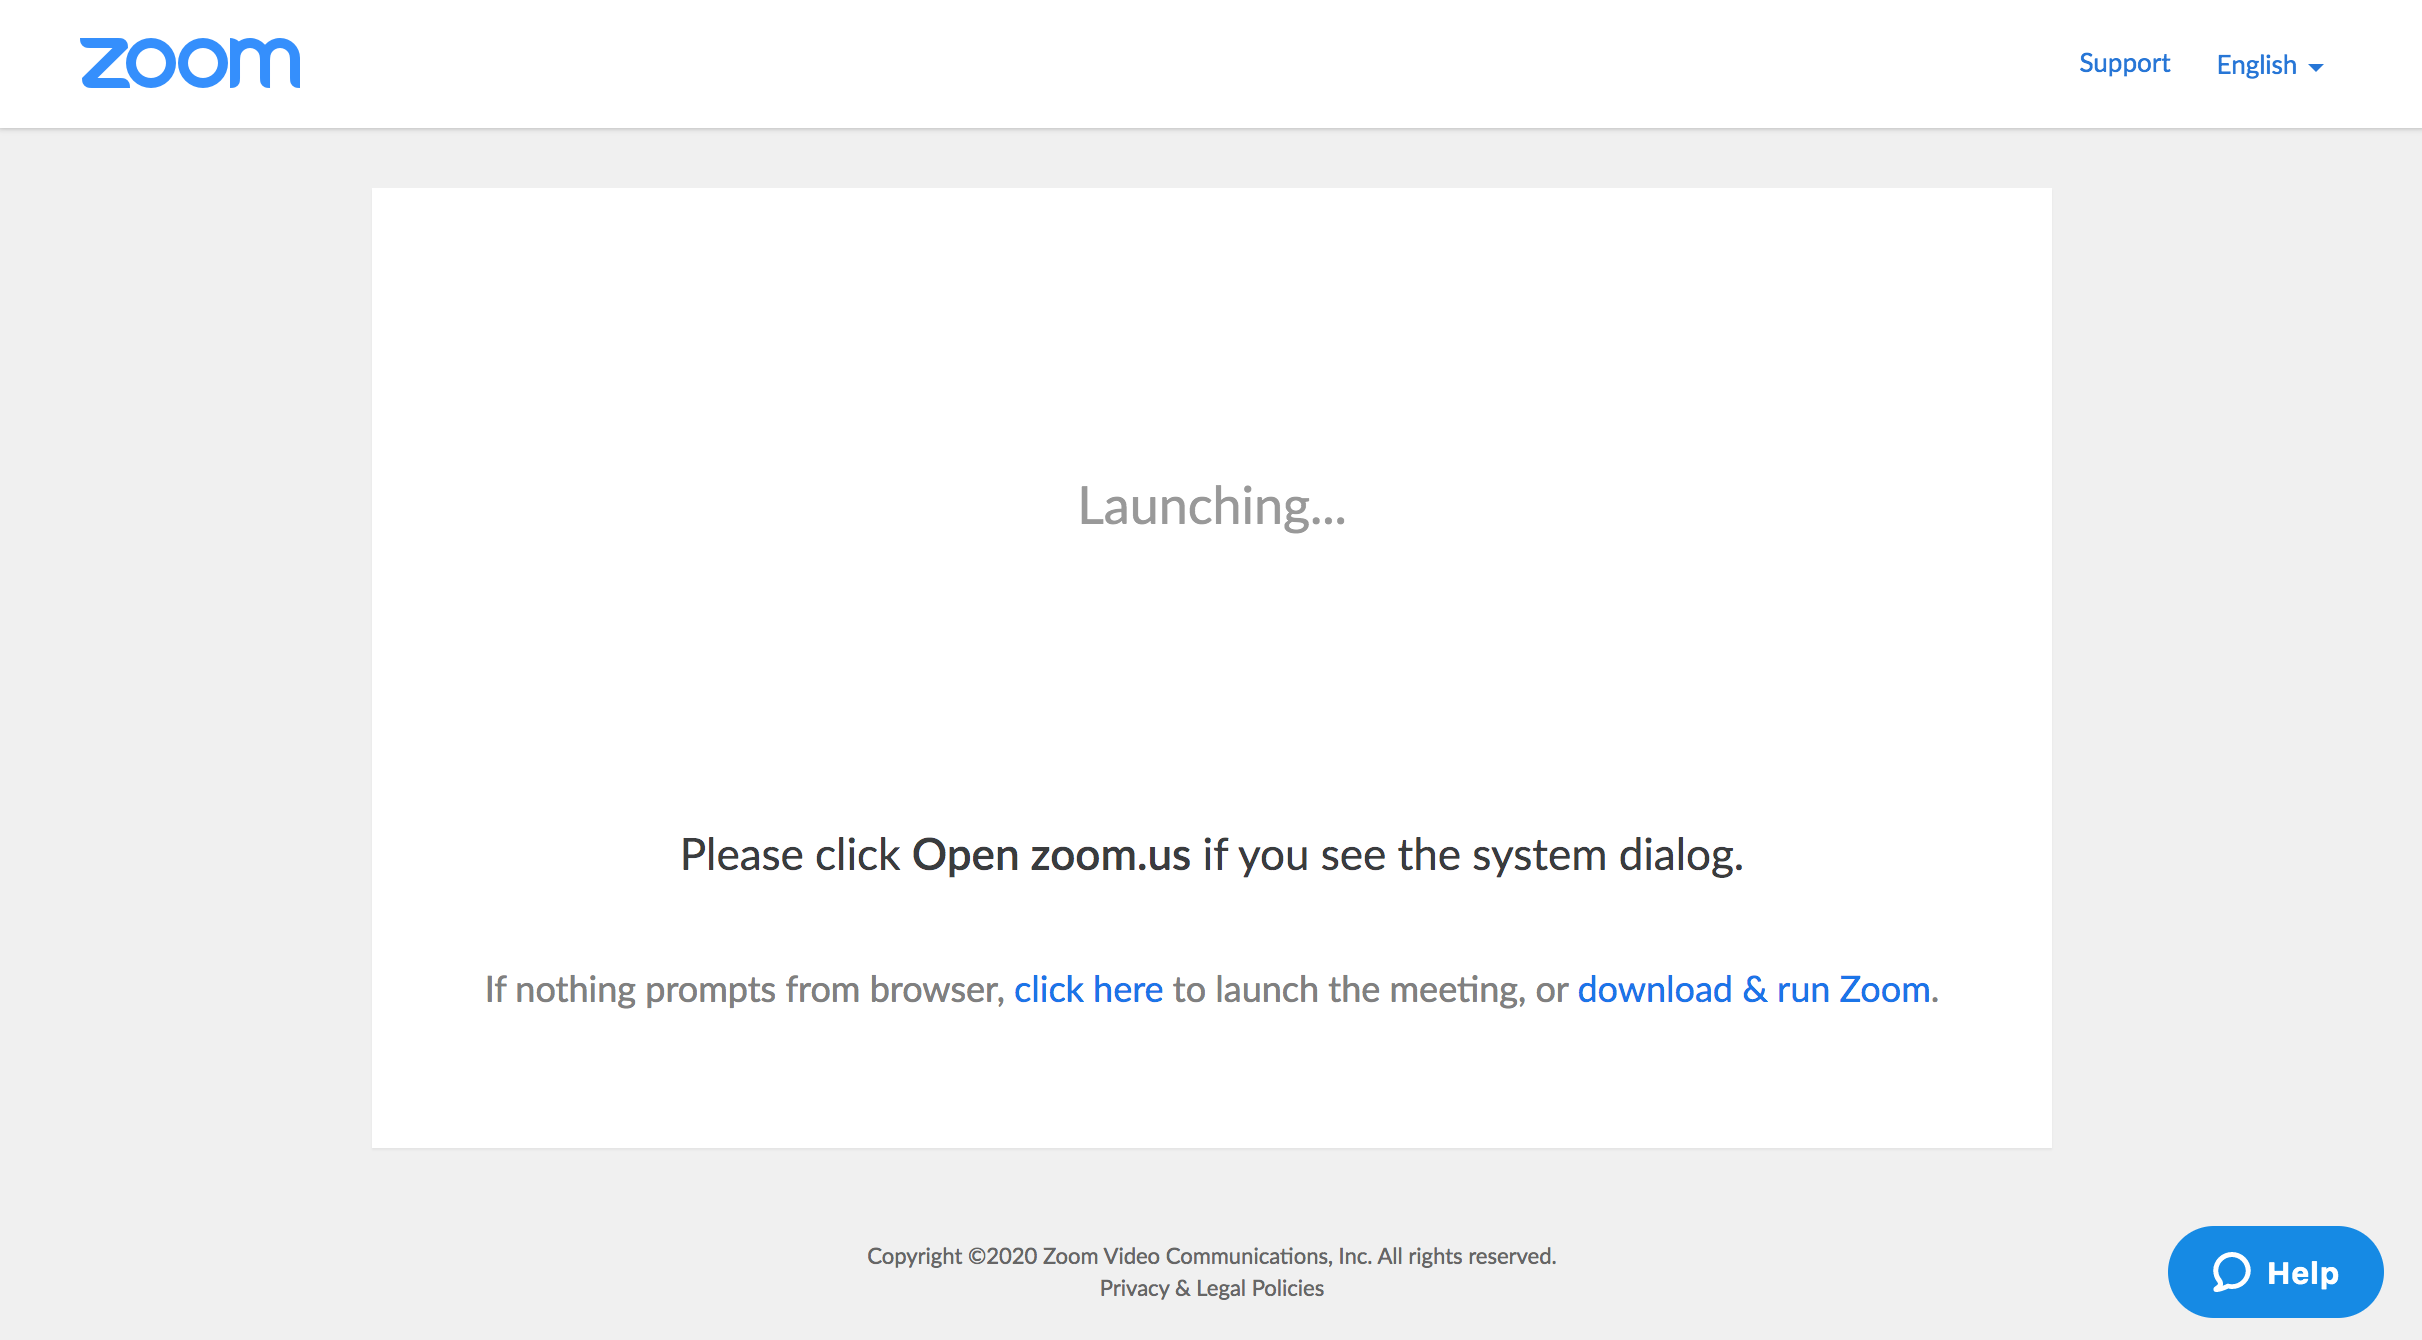 zoom
Support
English
Launching...
Please click Open zoom.us if you see the system dialog.
If nothing prompts from browser, click here to launch the meeting, or download & run Zoom.
Copyright ©2020 Zoom Video Communications, Inc. All rights reserved.
Privacy & Legal Policies
Help